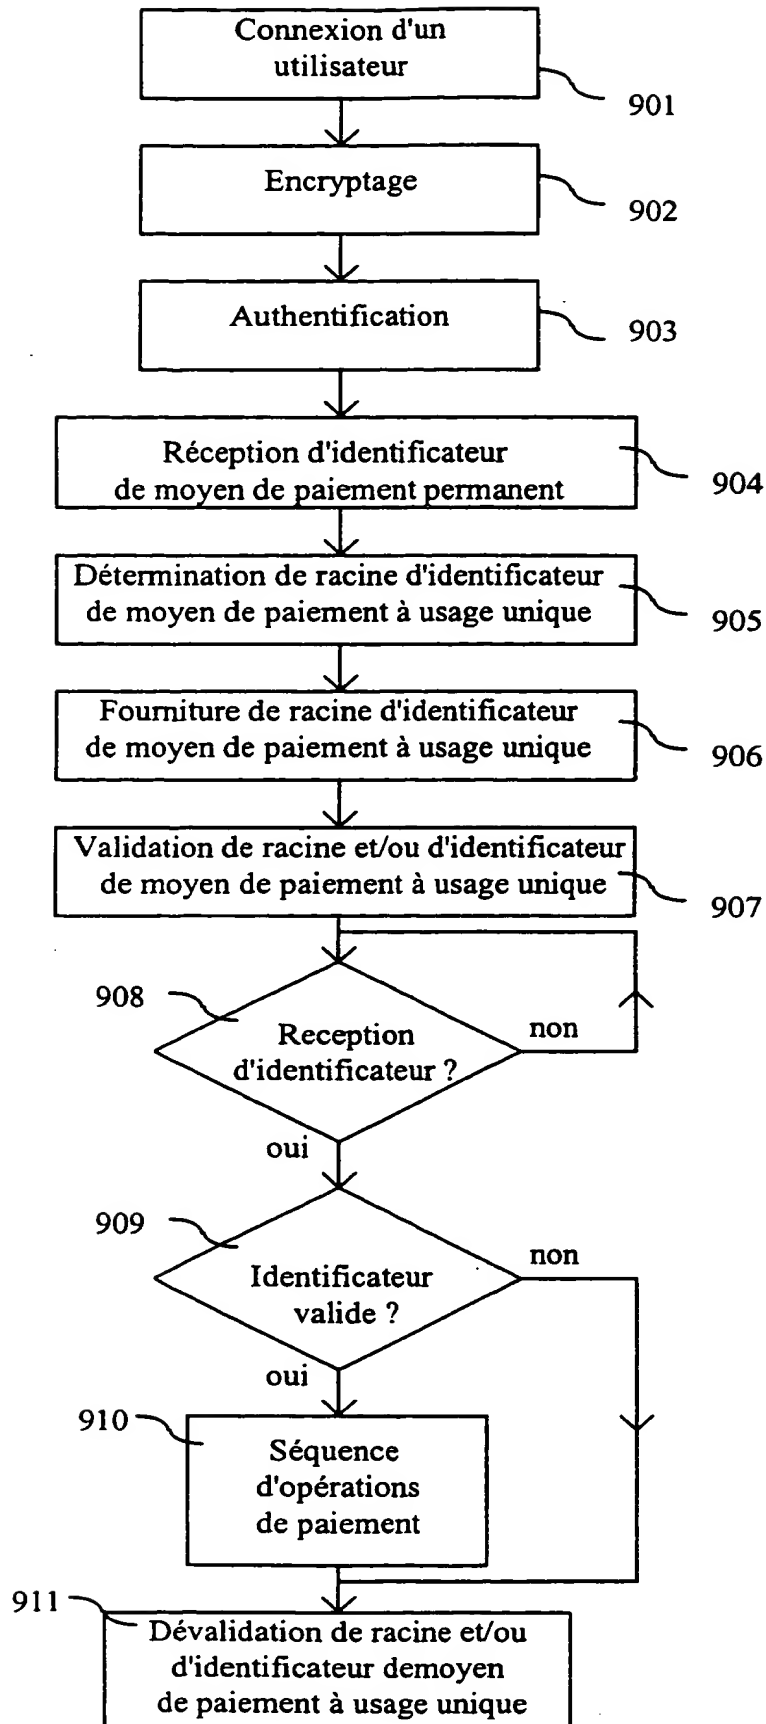 Connexion d'un
utilisateur
901
Encryptage
902
Authentification
903
Réception d'identificateur
de moyen de paiement permanent
904
Détermination de racine d'identificateur
de moyen de paiement à usage unique
905
Fourniture de racine d'identificateur
de moyen de paiement à usage unique
906
Validation de racine et/ou d'identificateur
de moyen de paiement à usage unique
907
908
Reception
d'identificateur ?
non
oui
909
Identificateur
valide ?
non
oui
910
Séquence
d'opérations
de paiement
911
Dévalidation de racine et/ou
d'identificateur demoyen
de paiement à usage unique